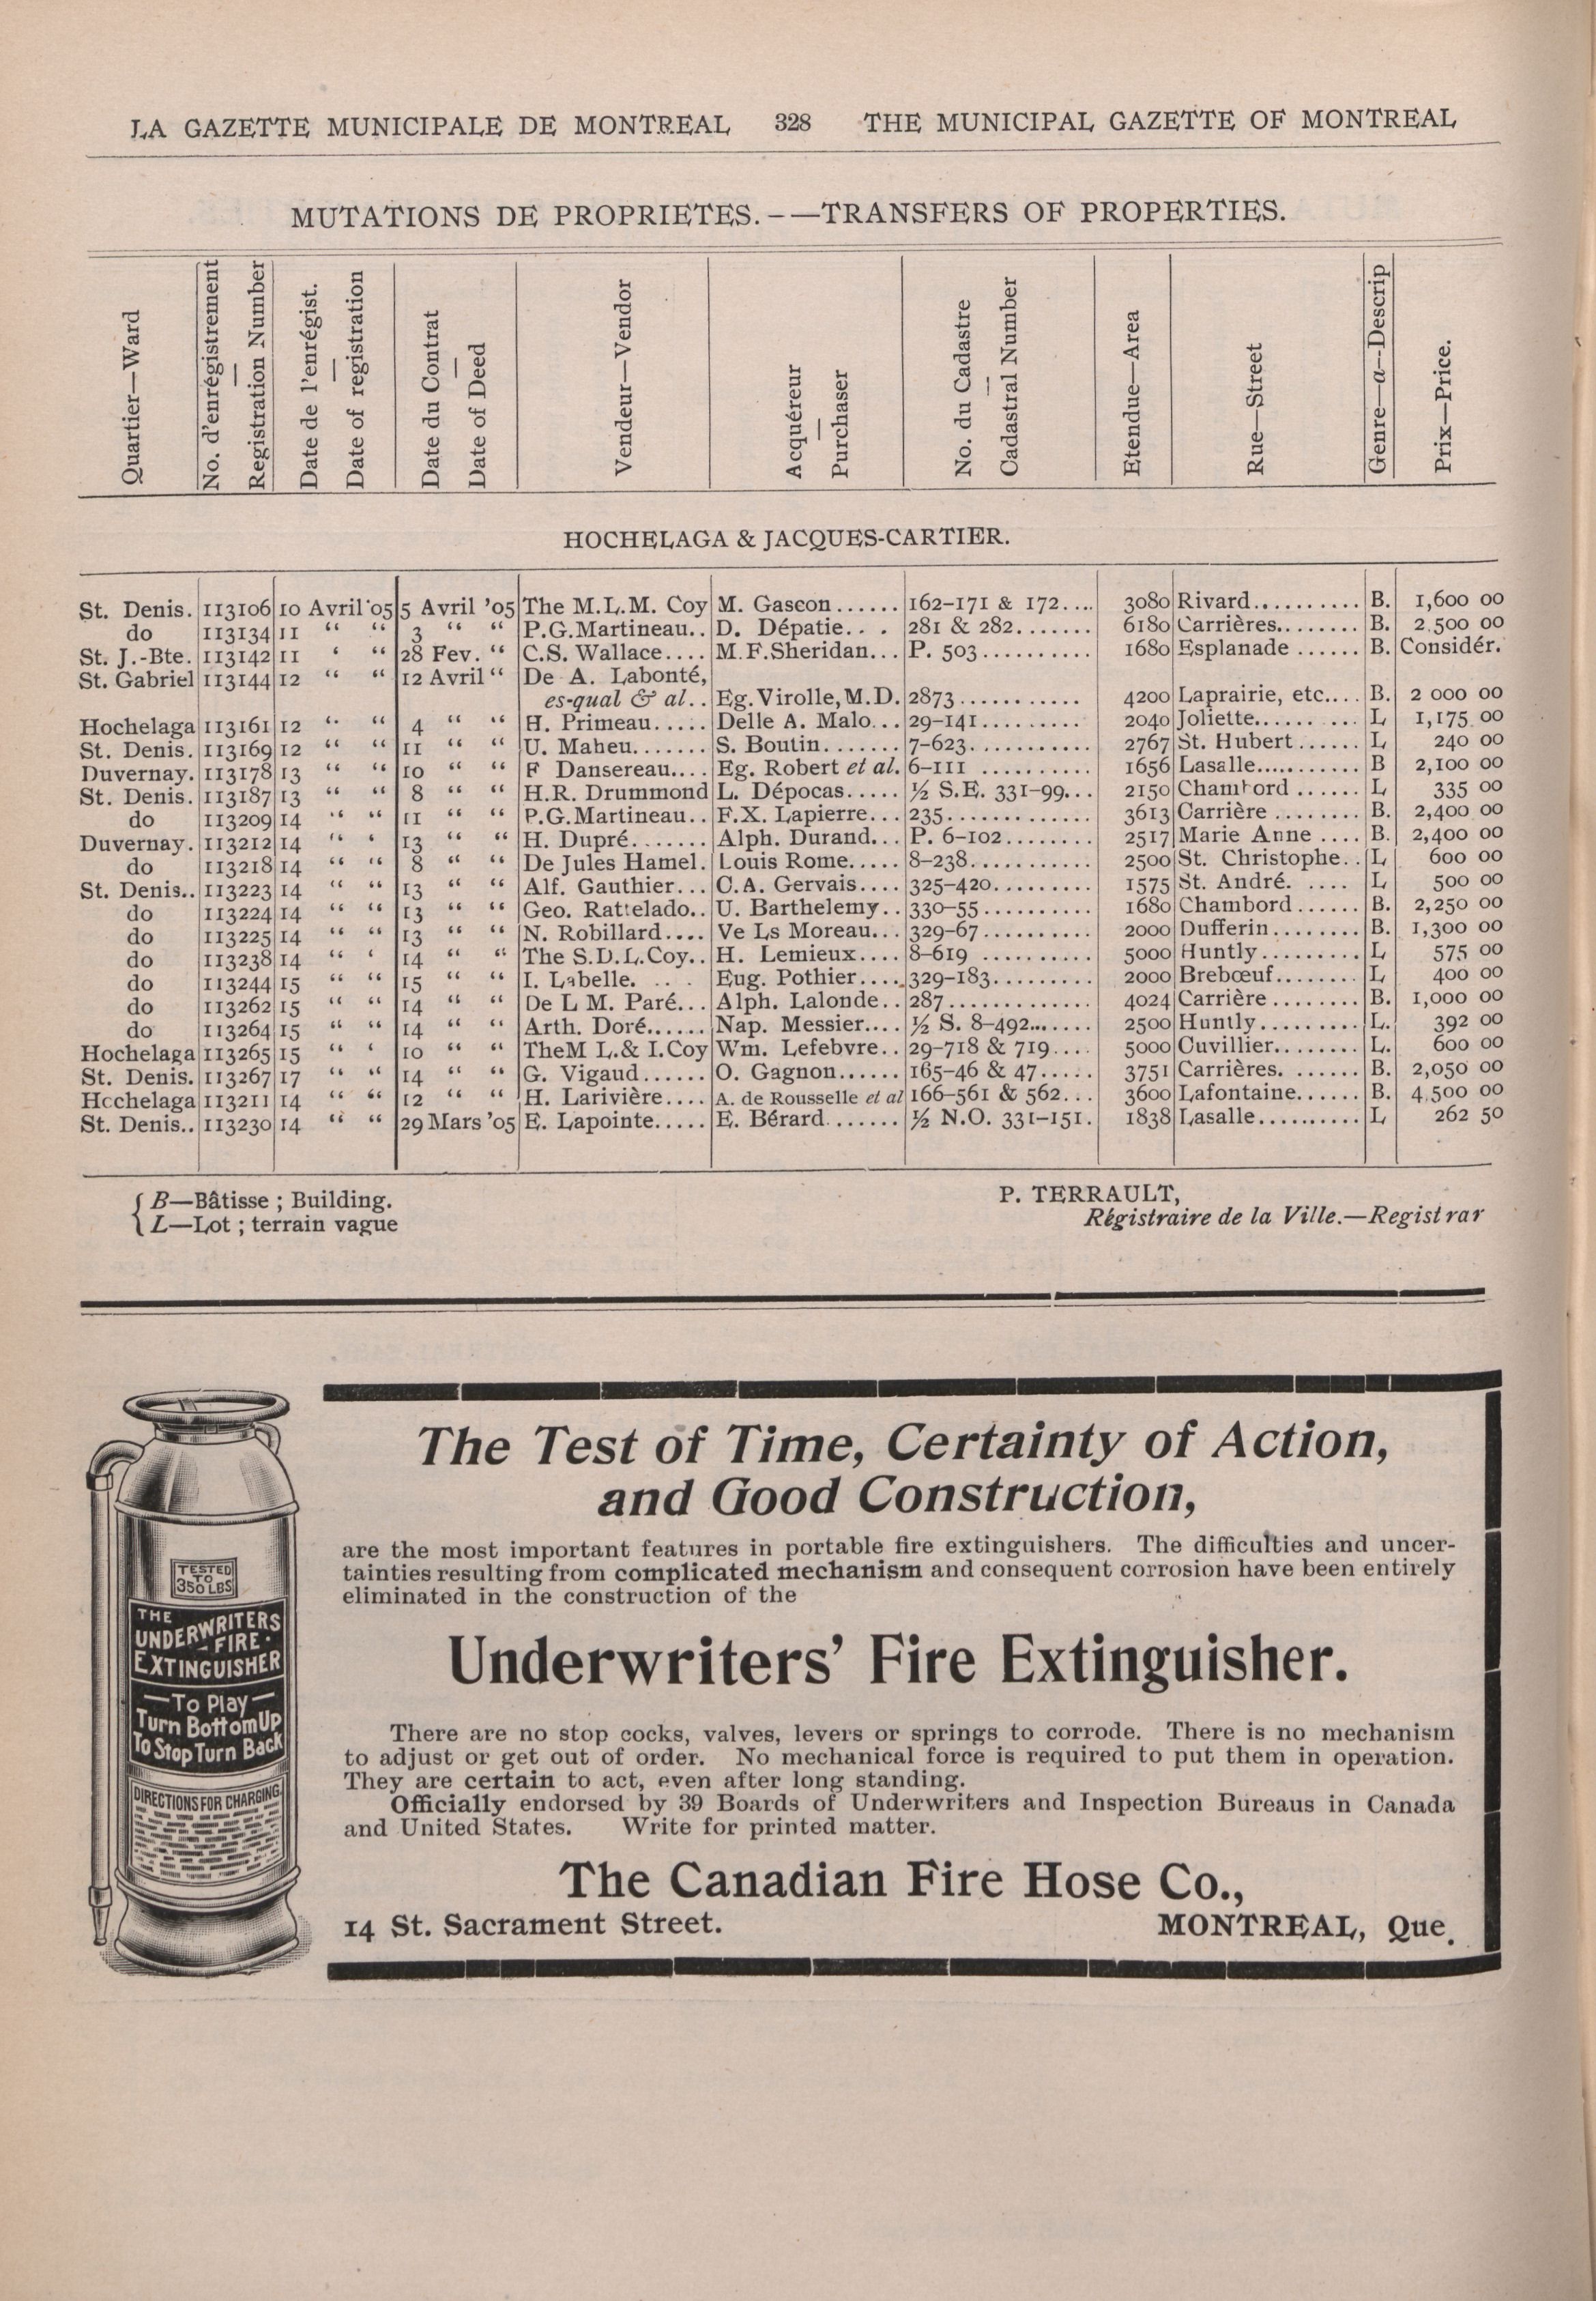 LA GAZETTE MUNICIPALE DE MONTREAL 328 THE MUNICIPAL GAZETTE OF MONTREAL
MUTATIONS DE PROPRIETES.——TRANSFERS OF PROPERTIES.
Quartier—Ward
No. d'enrégistrement — Registration Number
Date de l'enrégist. — Date of registration
Date du Contrat — Date of Deed
Vendeur—Vendor
Acquéreur — Purchaser
No. du Cadastre — Cadastral Number
Etendue—Area
Rue—Street
Genre—a—Descrip
Prix—Price.
HOCHELAGA & JACQUES-CARTIER.
St. Denis. 113106 10 Avril '05 5 Avril '05 The M.L.M. Coy M. Gascon...... 162-171 & 172.... 3080 Rivard.......... B. 1,600 00
do 113134 11 “ “ 3 “ “ P.G.Martineau.. D. Dépatie.. . 281 & 282....... 6180 Carrières........ B. 2.500 00
St. J.-Bte. 113142 11 ‘ “ 28 Fev. “ C.S. Wallace.... M.F.Sheridan... P. 503.......... 1680 Esplanade ...... B. Considér.
St. Gabriel 113144 12 “ “ 12 Avril “ De A. Labonté,
es-qual & al.. Eg. Virolle, M.D. 2873........... 4200 Laprairie, etc.... B. 2 000 00
Hochelaga 113161 12 “ “ 4 “ “ H. Primeau..... Delle A. Malo... 29-141......... 2040 Joliette.......... L 1,175 00
St. Denis. 113169 12 “ “ 11 “ “ U. Maheu....... S. Boutin....... 7-623........... 2767 St. Hubert...... L 240 00
Duvernay. 113178 13 “ “ 10 “ “ F Dansereau.... Eg. Robert et al. 6-111 .......... 1656 Lasalle........... B 2,100 00
St. Denis. 113187 13 “ “ 8 “ “ H.R. Drummond L. Dépocas..... ½ S.E. 331-99... 2150 Chambord ...... L 335 00
do 113209 14 “ “ 11 “ “ P.G.Martineau.. F.X. Lapierre.... 235............. 3613 Carrière ........ B. 2,400 00
Duvernay. 113212 14 “ ‘ 13 “ “ H. Dupré........ Alph. Durand... P. 6-102........ 2517 Marie Anne .... B. 2,400 00
do 113218 14 “ “ 8 “ “ De Jules Hamel. Louis Rome..... 8-238........... 2500 St. Christophe.. L 600 00
St. Denis.. 113223 14 “ “ 13 “ “ Alf. Gauthier... C.A. Gervais.... 325-420......... 1575 St. André. .... L 500 00
do 113224 14 “ “ 13 “ “ Geo. Rattelado.. U. Barthelemy.. 330-55.......... 1680 Chambord...... B. 2,250 00
do 113225 14 “ “ 13 “ “ N. Robillard.... Ve Ls Moreau... 329-67.......... 2000 Dufferin........ B. 1,300 00
do 113238 14 “ ‘ 14 “ “ The S.D.L.Coy.. H. Lemieux.... 8-619 .......... 5000 Huntly......... L 575 00
do 113244 15 “ “ 15 “ “ I. Labelle. .. . Eug. Pothier..... 329-183......... 2000 Brebœuf........ L 400 00
do 113262 15 “ “ 14 “ “ De L M. Paré... Alph. Lalonde.. 287............. 4024 Carrière........ B. 1,000 00
do 113264 15 “ “ 14 “ “ Arth. Doré...... Nap. Messier.... ½ S. 8-492....... 2500 Huntly......... L. 392 00
Hochelaga 113265 15 “ ‘ 10 “ “ TheM L.& I.Coy Wm. Lefebvre.. 29-718 & 719.... 5000 Cuvillier........ L. 600 00
St. Denis. 113267 17 “ “ 14 “ “ G. Vigaud...... O. Gagnon...... 165-46 & 47..... 3751 Carrières. ...... B. 2,050 00
Hcchelaga 113211 14 “ “ 12 “ “ H. Larivière.... A. de Rousselle et al 166-561 & 562... 3600 Lafontaine...... B. 4,500 00
St. Denis.. 113230 14 “ “ 29 Mars '05 E. Lapointe..... E. Bérard....... ½ N.O. 331-151. 1838 Lasalle.......... L 262 50
B—Bâtisse ; Building.
L—Lot ; terrain vague
P. TERRAULT,
Régistraire de la Ville.—Registrar
The Test of Time, Certainty of Action,
and Good Construction,
are the most important features in portable fire extinguishers. The difficulties and uncer-
tainties resulting from complicated mechanism and consequent corrosion have been entirely
eliminated in the construction of the
Underwriters' Fire Extinguisher.
There are no stop cocks, valves, levers or springs to corrode. There is no mechanism
to adjust or get out of order. No mechanical force is required to put them in operation.
They are certain to act, even after long standing.
Officially endorsed by 39 Boards of Underwriters and Inspection Bureaus in Canada
and United States. Write for printed matter.
The Canadian Fire Hose Co.,
14 St. Sacrament Street. MONTREAL, Que.
TESTED
TO
350 LBS
THE
UNDERWRITERS
-FIRE-
EXTINGUISHER
—To Play—
Turn Bottom Up
To Stop Turn Back
DIRECTIONS FOR CHARGING